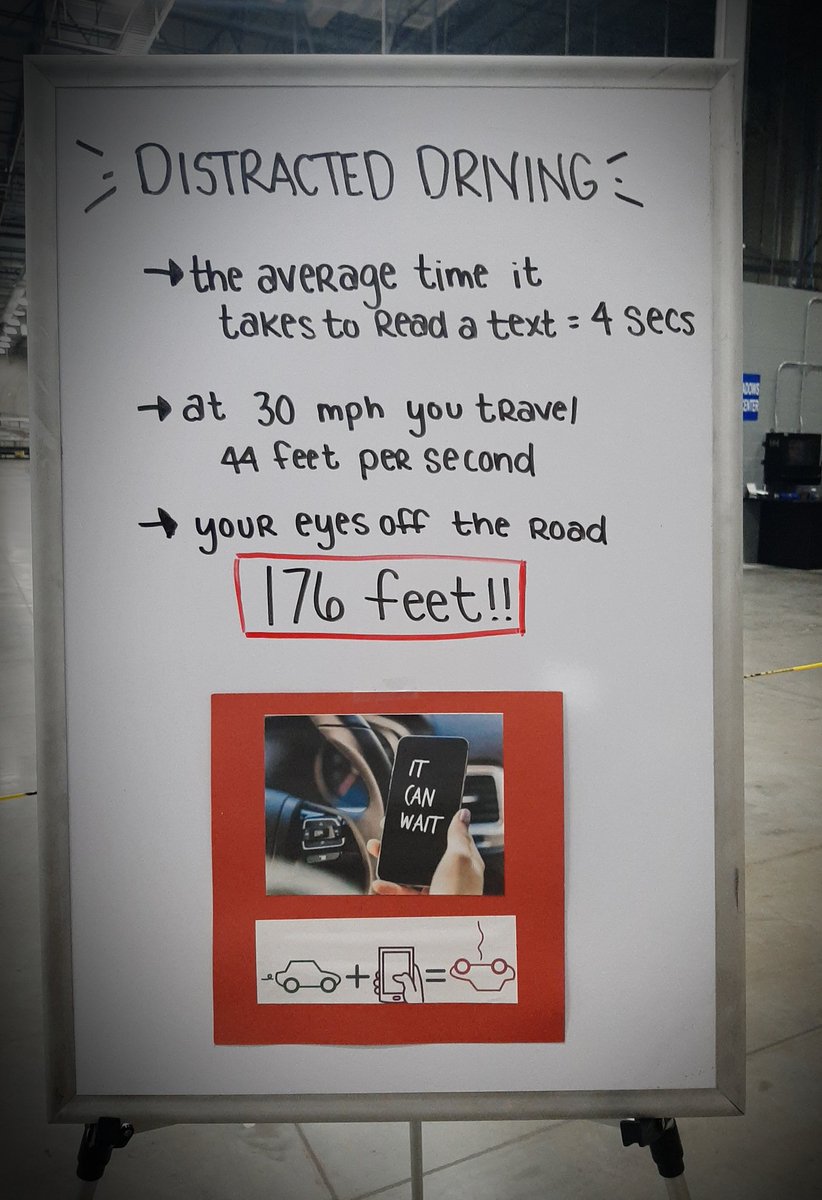 DISTRACTED DRIVING
→ the average time it
takes to read a text = 4 secs
→ at 30 mph you travel
44 feet per second
→ your eyes off the road
176 feet!!
IT
CAN
WAIT
+ =